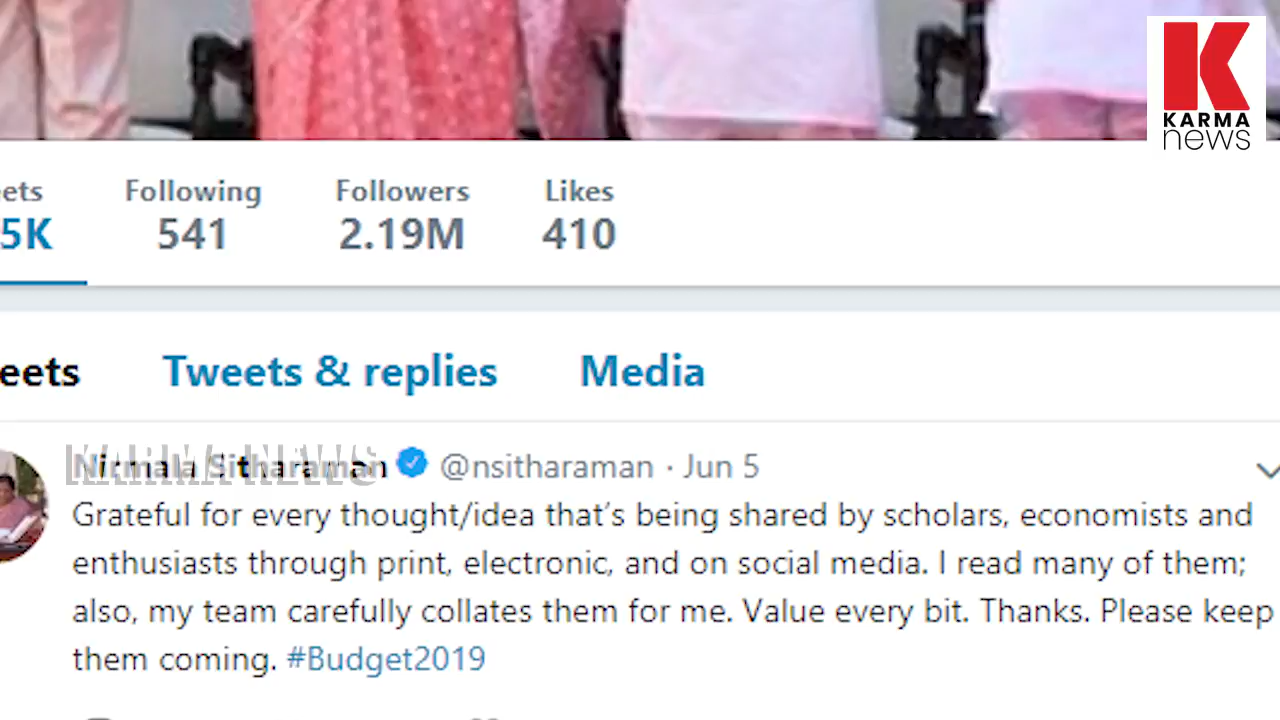 K
KARMA
news
eets Following Followers Likes
5K 541 2.19M 410
eets Tweets & replies Media
KARMA NEWS
Nirmala Sitharaman @nsitharaman · Jun 5
Grateful for every thought/idea that's being shared by scholars, economists and
enthusiasts through print, electronic, and on social media. I read many of them;
also, my team carefully collates them for me. Value every bit. Thanks. Please keep
them coming. #Budget2019